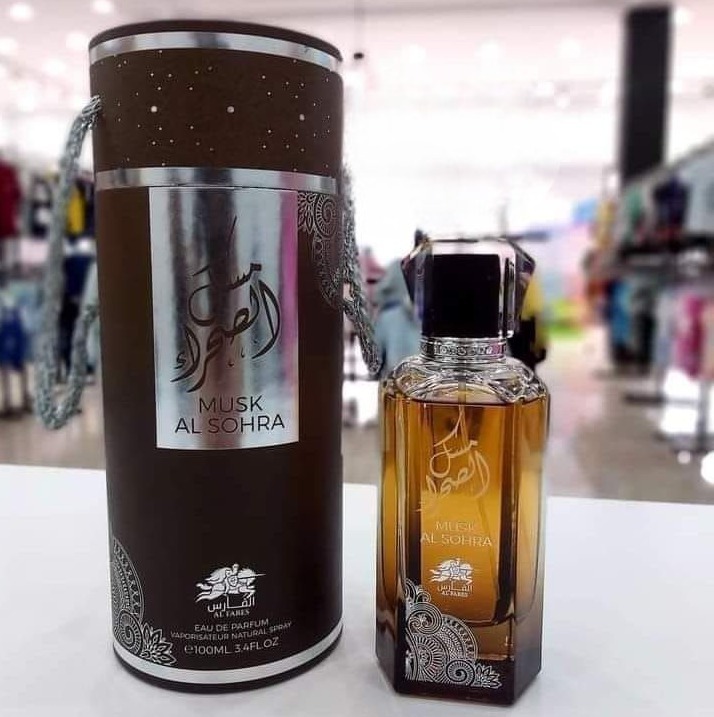 مسك
الصحراء
MUSK
AL SOHRA
الفارس
AL FARES
EAU DE PARFUM
VAPORISATEUR NATURAL SPRAY
℮100ML 3.4FL.OZ
مسك
الصحراء
MUSK
AL SOHRA
الفارس
AL FARES